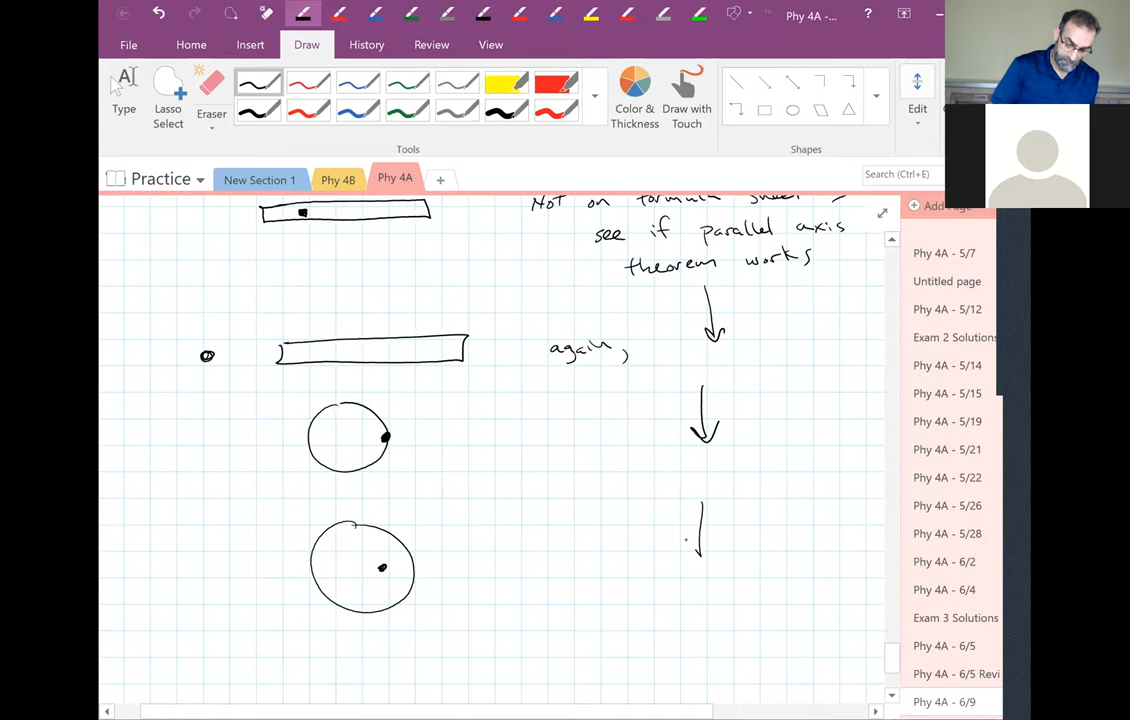 Phy 4A -...
?
File
Home
Insert
Draw
History
Review
View
Type
Lasso
Select
Eraser
Color &
Thickness
Draw with
Touch
Edit
Tools
Shapes
Practice
New Section 1
Phy 4B
Phy 4A
+
Search (Ctrl+E)
Not on formula sheet -
see if parallel axis
theorem works
again,
Add Page
Phy 4A - 5/7
Untitled page
Phy 4A - 5/12
Exam 2 Solutions
Phy 4A - 5/14
Phy 4A - 5/15
Phy 4A - 5/19
Phy 4A - 5/21
Phy 4A - 5/22
Phy 4A - 5/26
Phy 4A - 5/28
Phy 4A - 6/2
Phy 4A - 6/4
Exam 3 Solutions
Phy 4A - 6/5
Phy 4A - 6/5 Revi
Phy 4A - 6/9